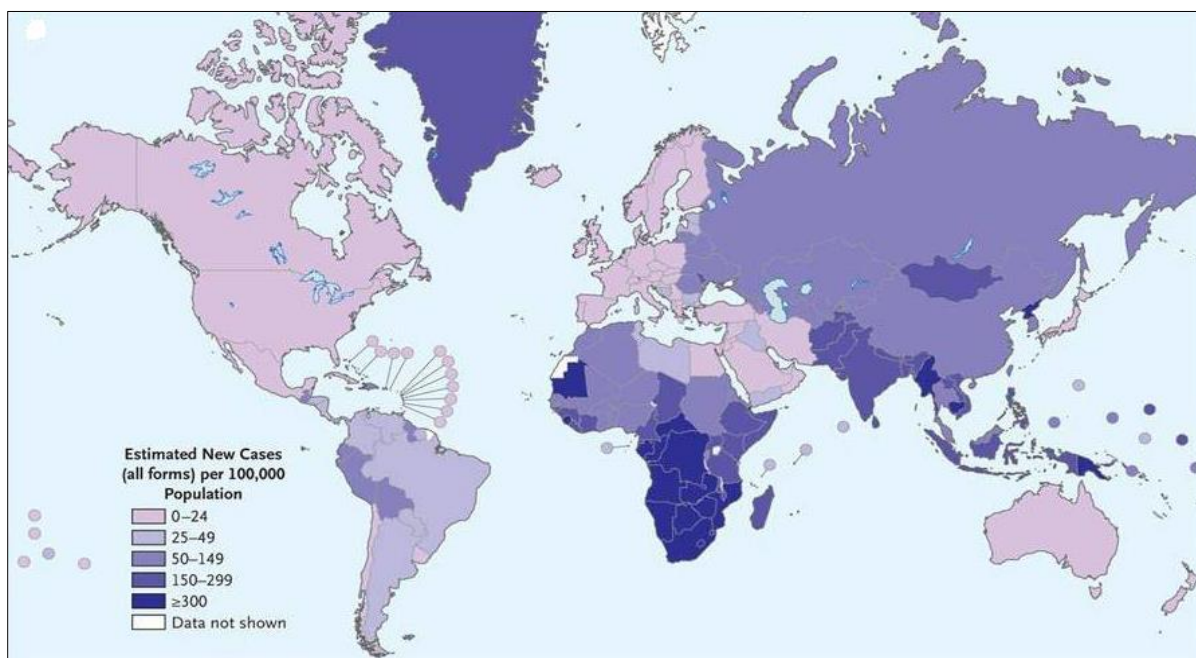 Estimated New Cases
(all forms) per 100,000
Population
0–24
25–49
50–149
150–299
≥300
Data not shown